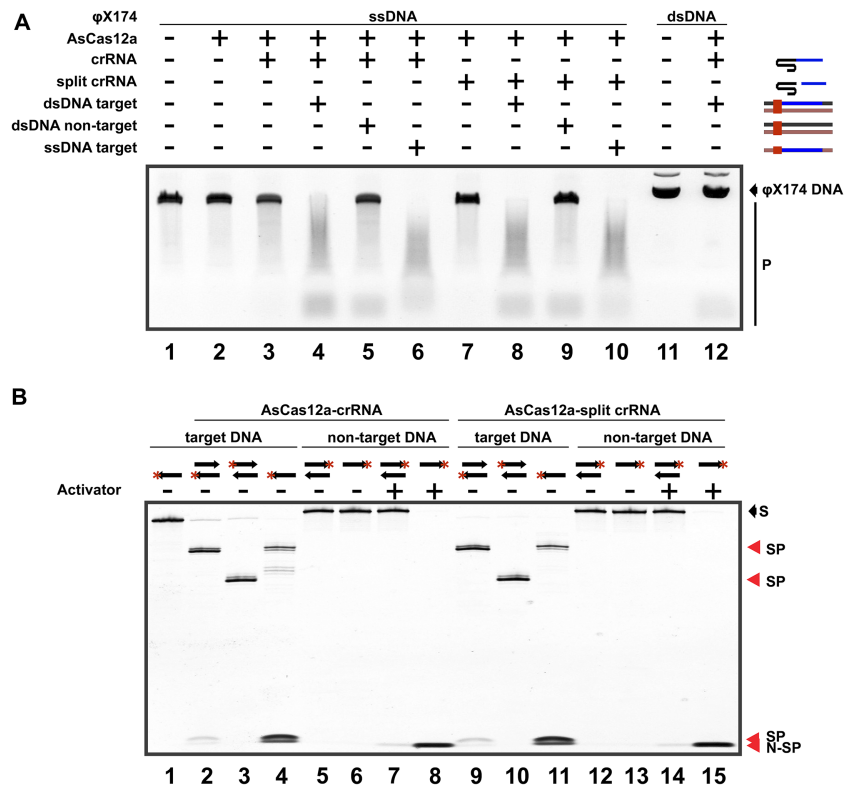 A
φX174 ssDNA dsDNA
AsCas12a - + + + + + + + + + - +
crRNA - - + + + + - - - - - +
split crRNA - - - - - - + + + + - -
dsDNA target - - - + - - - + - - - +
dsDNA non-target - - - - + - - - + - - -
ssDNA target - - - - - + - - - + - -
φX174 DNA
P
1 2 3 4 5 6 7 8 9 10 11 12
B
AsCas12a-crRNA AsCas12a-split crRNA
target DNA non-target DNA target DNA non-target DNA
* * * * * * * * * * * * * * *
Activator - - - - - - + + - - - - - + +
S
SP
SP
SP
N-SP
1 2 3 4 5 6 7 8 9 10 11 12 13 14 15